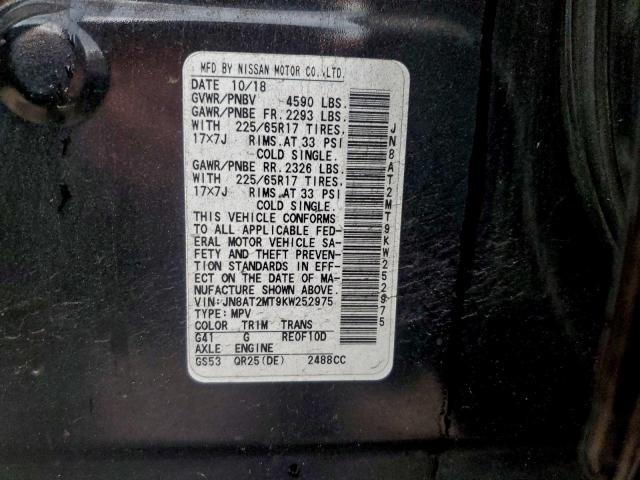 MFD BY NISSAN MOTOR CO.,LTD.
DATE 10/18
GVWR/PNBV 4590 LBS.
GAWR/PNBE FR. 2293 LBS.
WITH 225/65R17 TIRES.
17×7J RIMS.AT 33 PSI
COLD SINGLE.
GAWR/PNBE RR. 2326 LBS.
WITH 225/65R17 TIRES.
17×7J RIMS.AT 33 PSI
COLD SINGLE.
THIS VEHICLE CONFORMS
TO ALL APPLICABLE FED-
ERAL MOTOR VEHICLE SA-
FETY AND THEFT PREVEN-
TION STANDARDS IN EFF-
ECT ON THE DATE OF MA-
NUFACTURE SHOWN ABOVE.
VIN: JN8AT2MT9KW252975
TYPE: MPV
COLOR TRIM TRANS
G41 G RE0F10D
AXLE ENGINE
GS53 QR25(DE) 2488CC
JN8AT2MT9KW252975